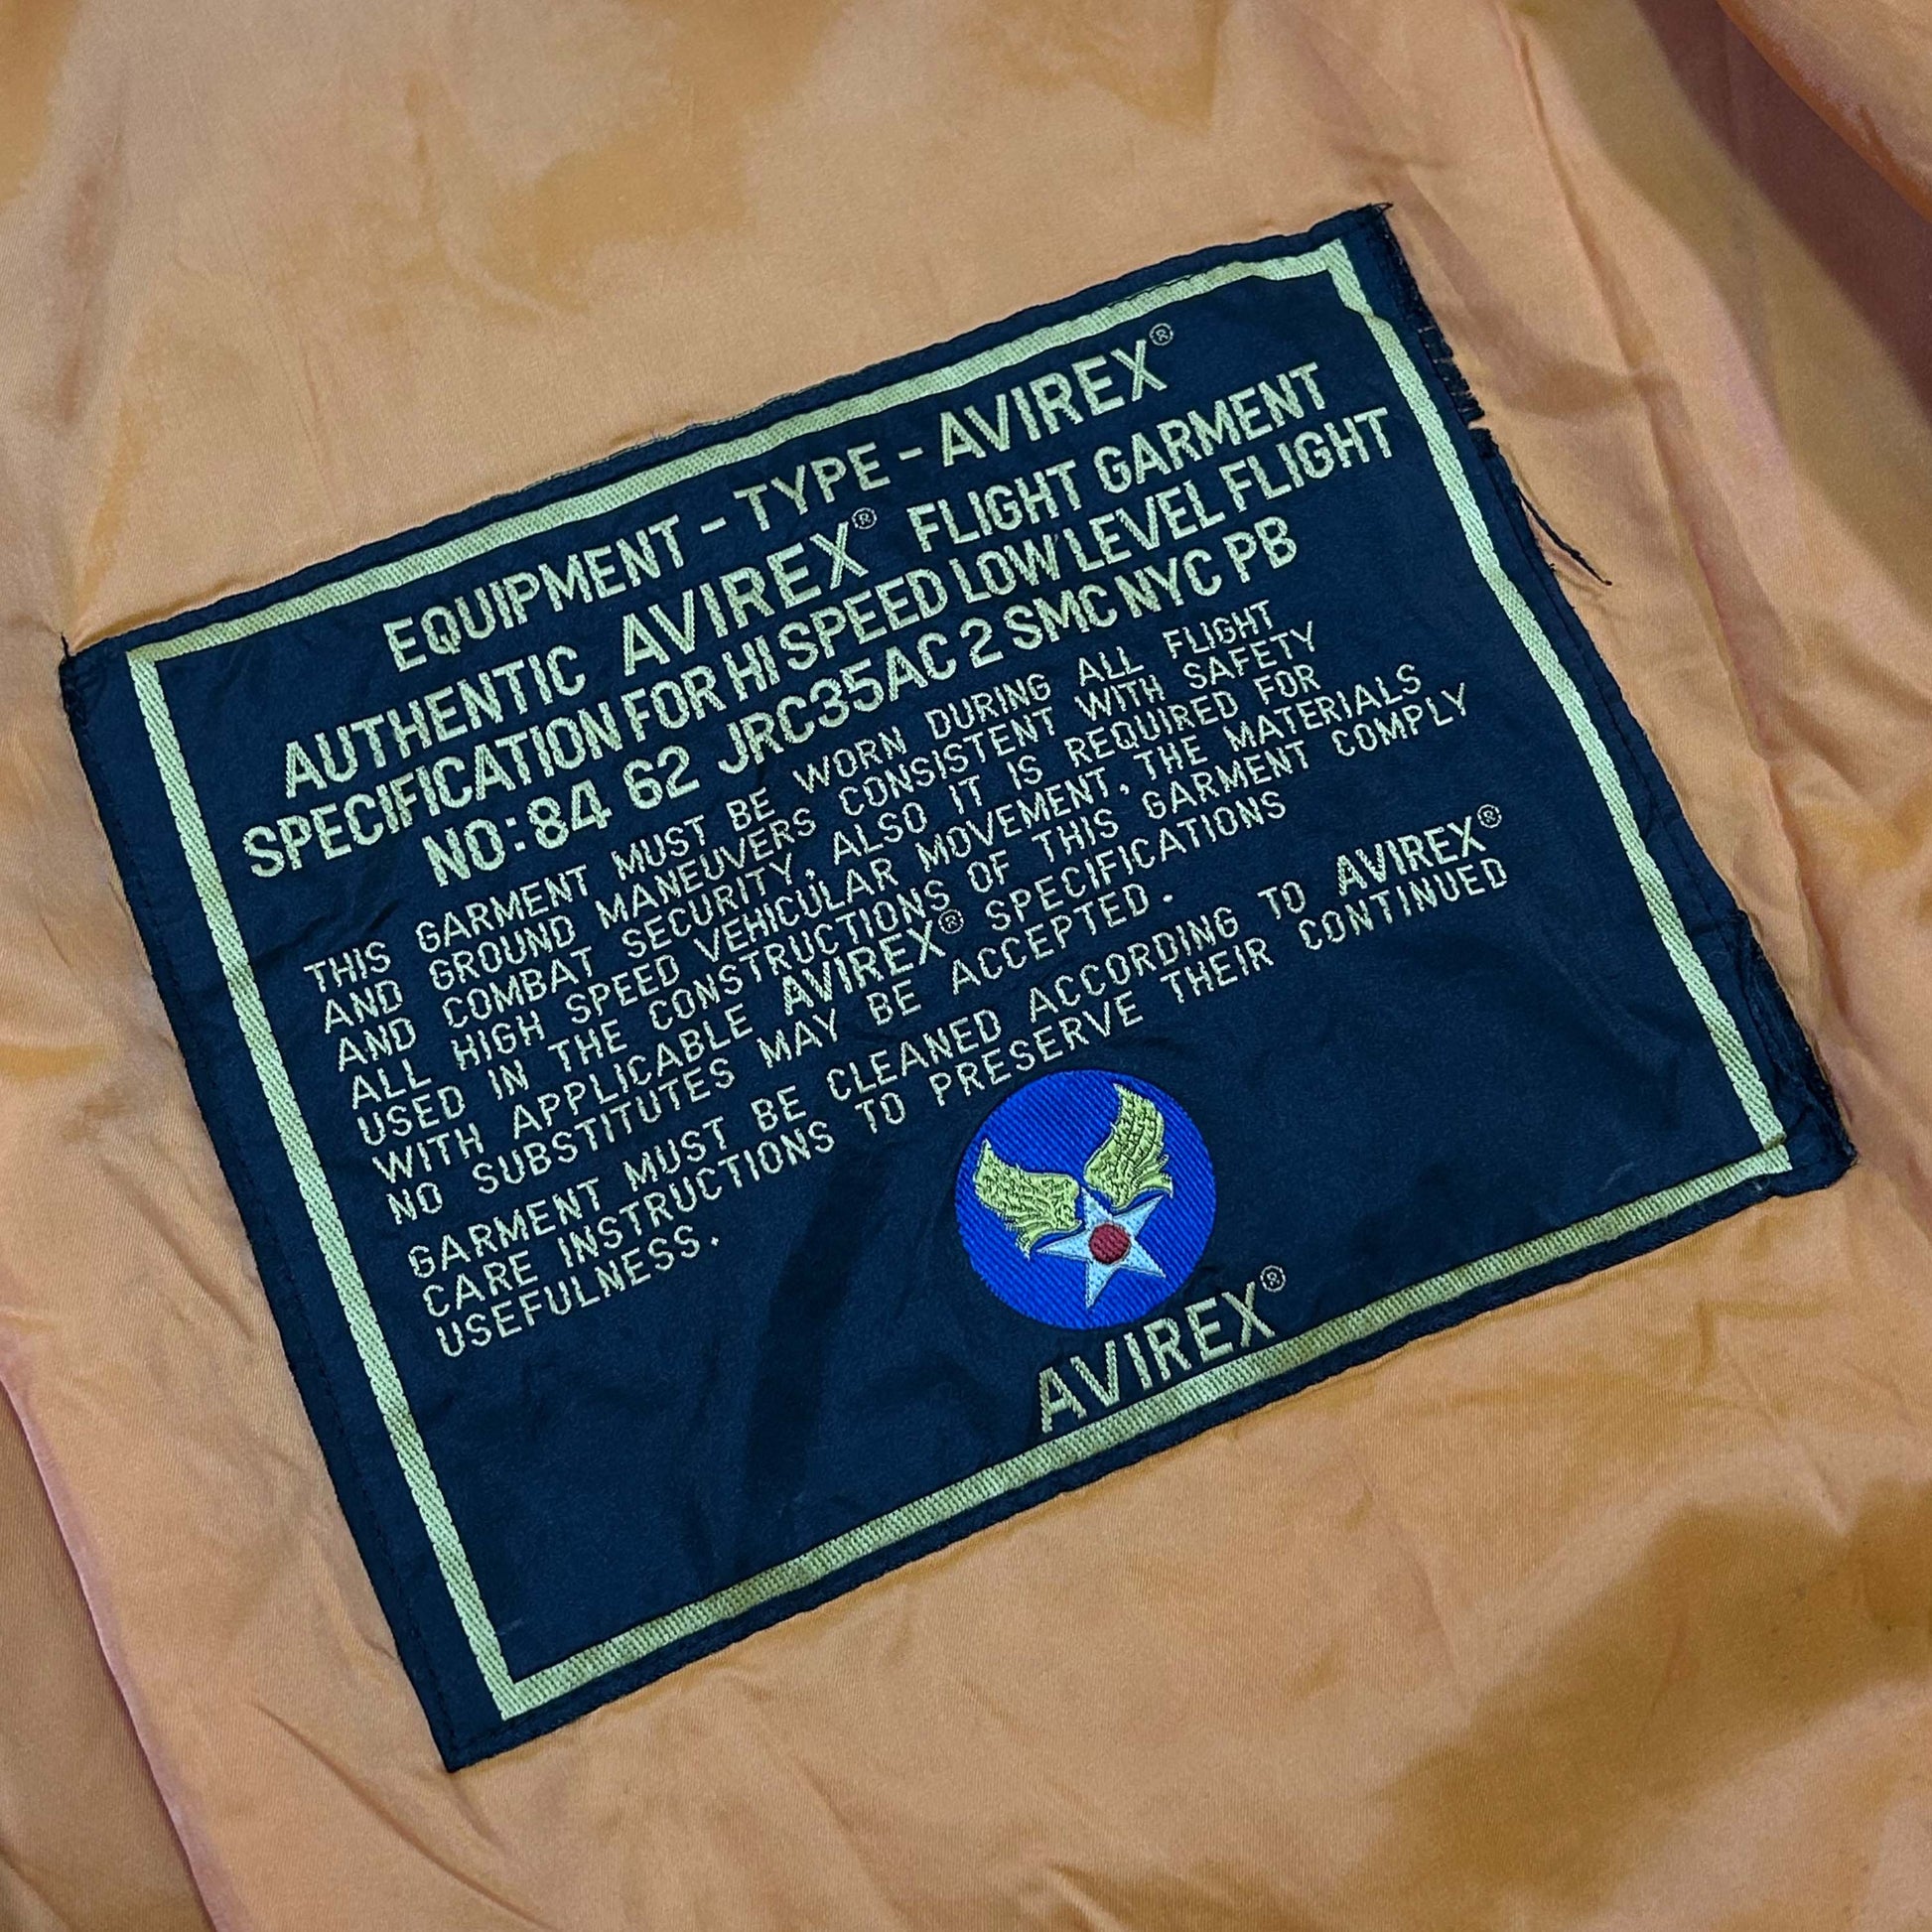 EQUIPMENT - TYPE - AVIREX®
AUTHENTIC AVIREX® FLIGHT GARMENT
SPECIFICATION FOR HI SPEED LOW LEVEL FLIGHT
NO: 84 62 JRC35AC 2 SMC NYC PB
THIS GARMENT MUST BE WORN DURING ALL FLIGHT
AND GROUND MANEUVERS CONSISTENT WITH SAFETY
AND COMBAT SECURITY. ALSO IT IS REQUIRED FOR
ALL HIGH SPEED VEHICULAR MOVEMENT. THE MATERIALS
USED IN THE CONSTRUCTIONS OF THIS GARMENT COMPLY
WITH APPLICABLE AVIREX® SPECIFICATIONS
NO SUBSTITUTES MAY BE ACCEPTED.
GARMENT MUST BE CLEANED ACCORDING TO AVIREX®
CARE INSTRUCTIONS TO PRESERVE THEIR CONTINUED
USEFULNESS.
AVIREX®